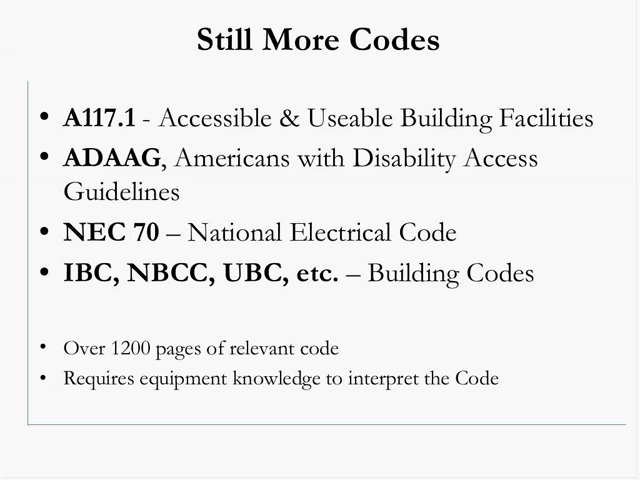 Still More Codes
• A117.1 - Accessible & Useable Building Facilities
• ADAAG, Americans with Disability Access
Guidelines
• NEC 70 – National Electrical Code
• IBC, NBCC, UBC, etc. – Building Codes
• Over 1200 pages of relevant code
• Requires equipment knowledge to interpret the Code